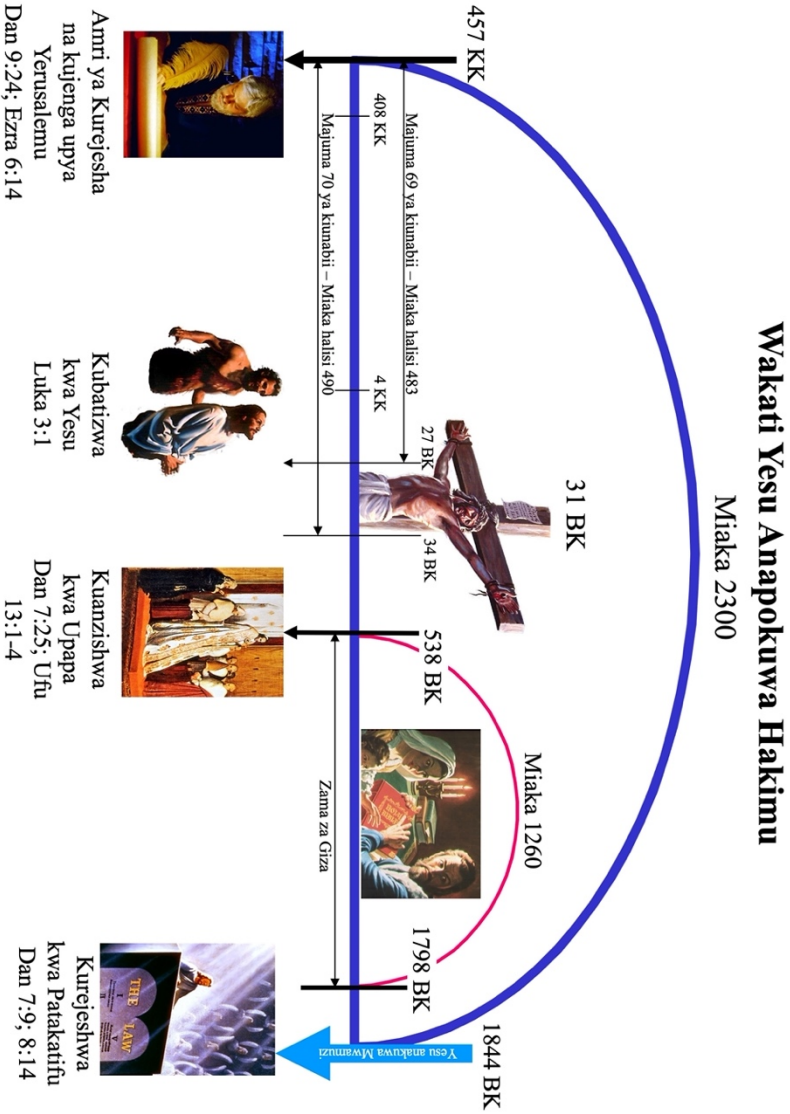 Wakati Yesu Anapokuwa Hakimu
Miaka 2300
457 KK
31 BK
1844 BK
Miaka 1260
538 BK
1798 BK
408 KK
4 KK
27 BK
34 BK
Majuma 69 ya kiunabii – Miaka halisi 483
Majuma 70 ya kiunabii – Miaka halisi 490
Zama za Giza
Yesu anakuwa Mwamuzi
Amri ya Kurejesha
na kujenga upya
Yerusalemu
Dan 9:24; Ezra 6:14
Kubatizwa
kwa Yesu
Luka 3:1
Kuanzishwa
kwa Upapa
Dan 7:25; Ufu
13:1-4
THE LAW
I
Kurejeshwa
kwa Patakatifu
Dan 7:9; 8:14